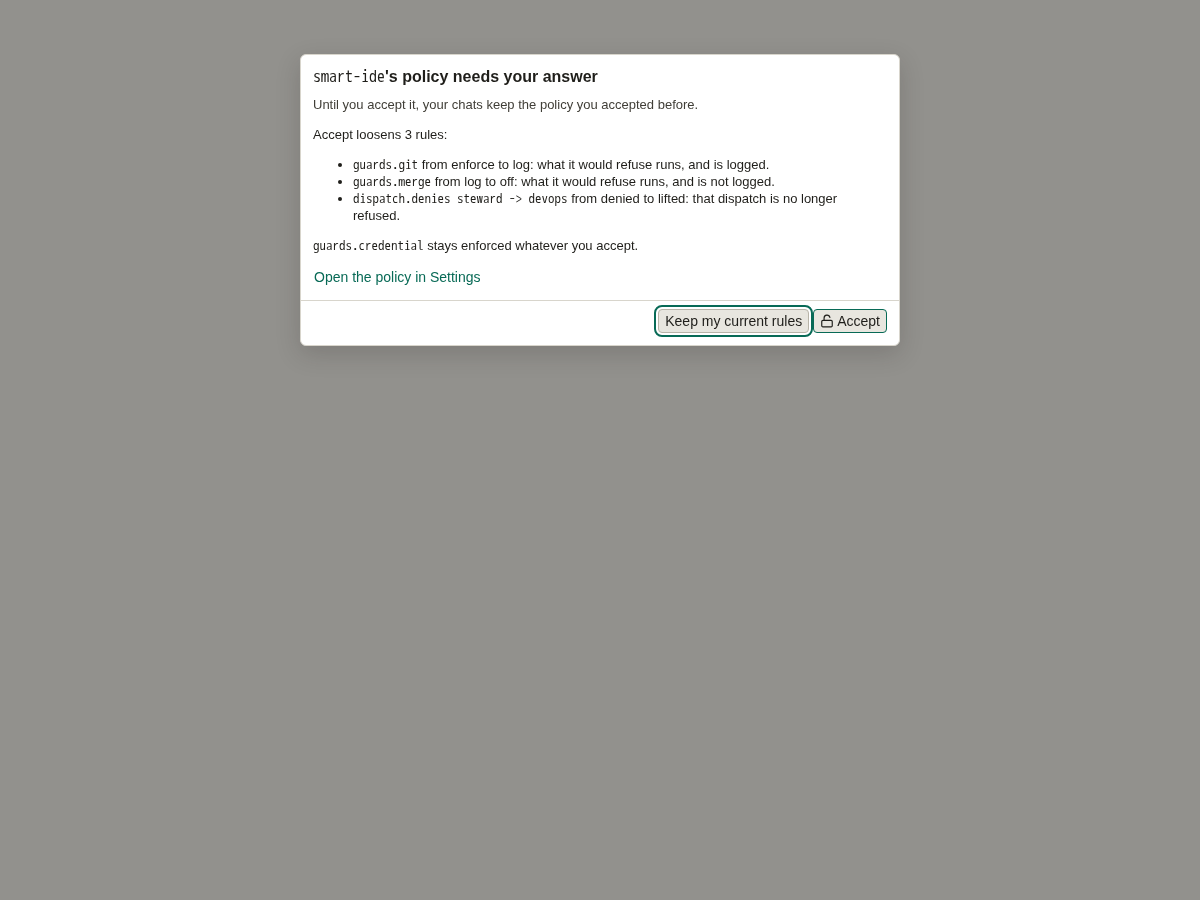 smart-ide's policy needs your answer
Until you accept it, your chats keep the policy you accepted before.
Accept loosens 3 rules:
• guards.git from enforce to log: what it would refuse runs, and is logged.
• guards.merge from log to off: what it would refuse runs, and is not logged.
• dispatch.denies steward -> devops from denied to lifted: that dispatch is no longer
refused.
guards.credential stays enforced whatever you accept.
Open the policy in Settings
Keep my current rules Accept